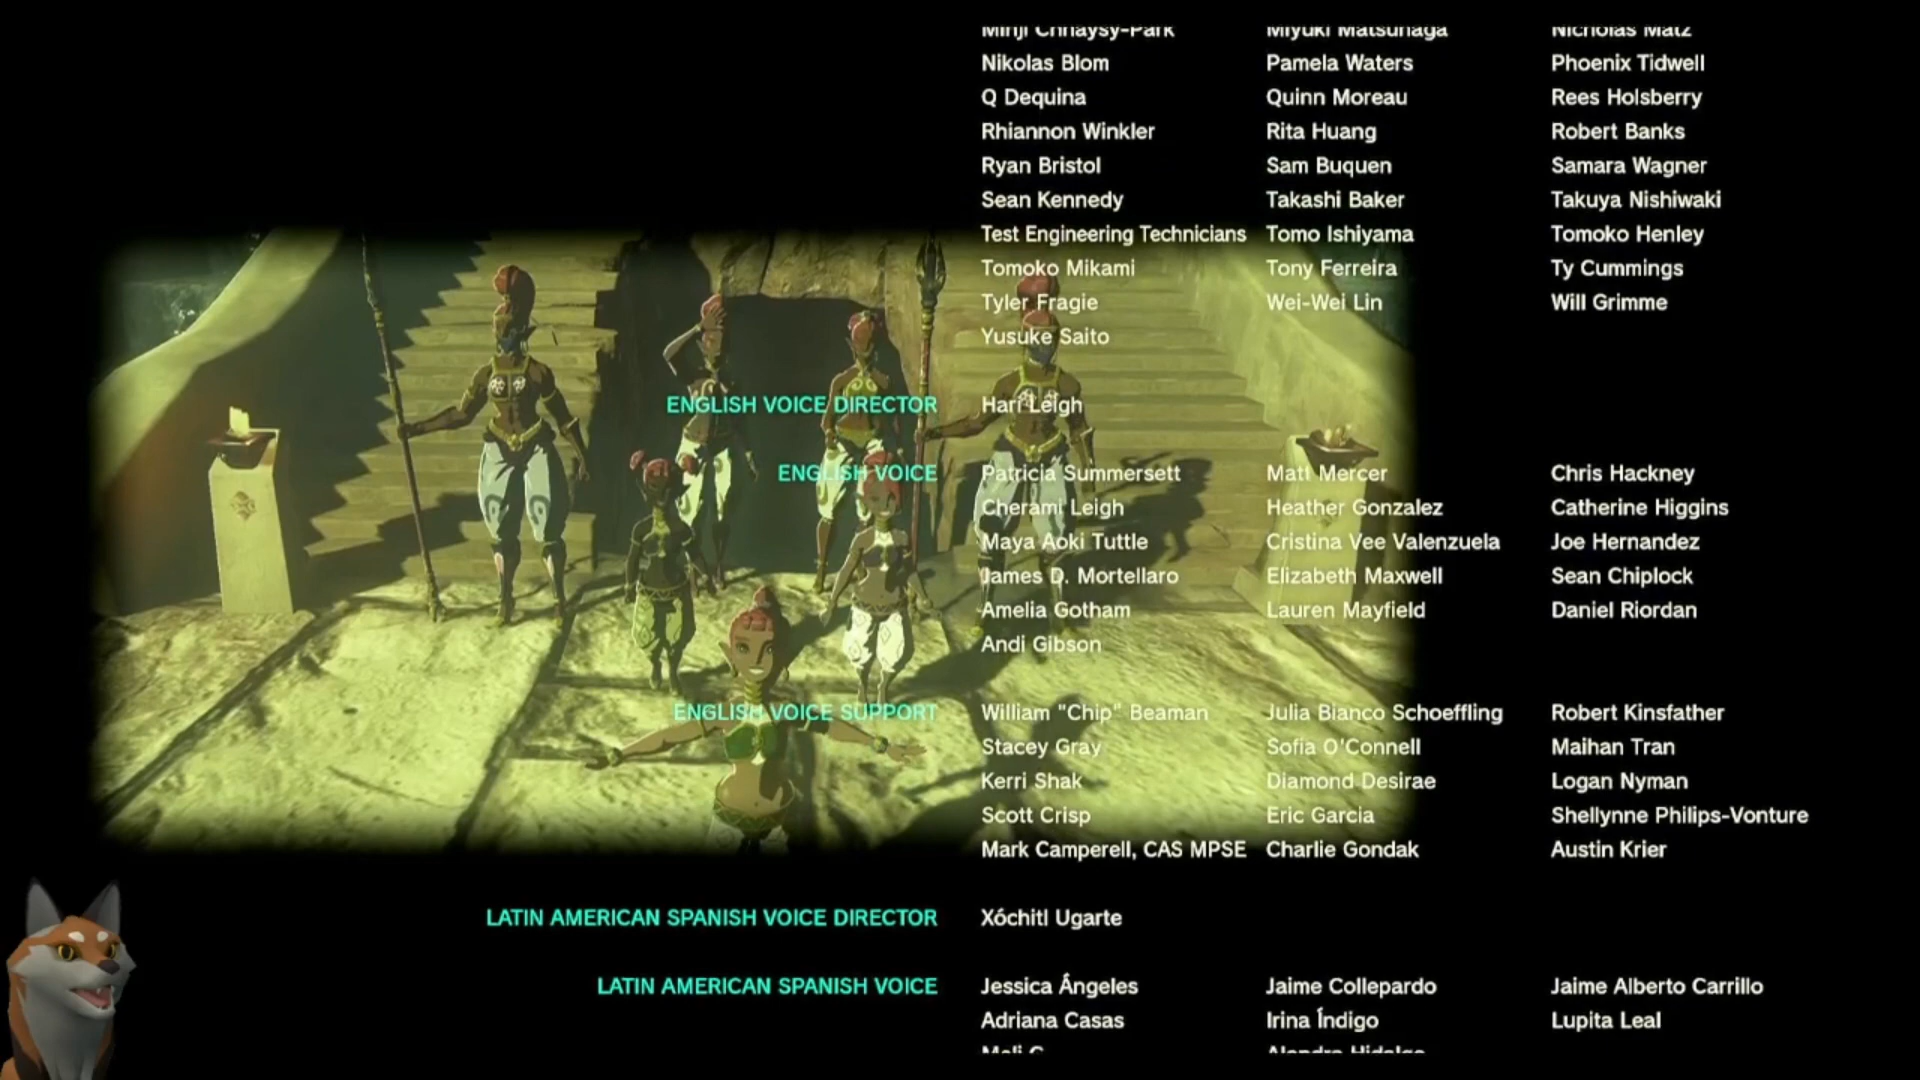 Minji Chhaysy-Park Miyuki Matsunaga Nicholas Matz
Nikolas Blom Pamela Waters Phoenix Tidwell
Q Dequina Quinn Moreau Rees Holsberry
Rhiannon Winkler Rita Huang Robert Banks
Ryan Bristol Sam Buquen Samara Wagner
Sean Kennedy Takashi Baker Takuya Nishiwaki
Test Engineering Technicians Tomo Ishiyama Tomoko Henley
Tomoko Mikami Tony Ferreira Ty Cummings
Tyler Fragie Wei-Wei Lin Will Grimme
Yusuke Saito
ENGLISH VOICE DIRECTOR Hari Leigh
ENGLISH VOICE Patricia Summersett Matt Mercer Chris Hackney
Cherami Leigh Heather Gonzalez Catherine Higgins
Maya Aoki Tuttle Cristina Vee Valenzuela Joe Hernandez
James D. Mortellaro Elizabeth Maxwell Sean Chiplock
Amelia Gotham Lauren Mayfield Daniel Riordan
Andi Gibson
ENGLISH VOICE SUPPORT William "Chip" Beaman Julia Bianco Schoeffling Robert Kinsfather
Stacey Gray Sofia O'Connell Maihan Tran
Kerri Shak Diamond Desirae Logan Nyman
Scott Crisp Eric Garcia Shellynne Philips-Venture
Mark Camperell, CAS MPSE Charlie Gondak Austin Krier
LATIN AMERICAN SPANISH VOICE DIRECTOR Xóchitl Ugarte
LATIN AMERICAN SPANISH VOICE Jessica Ángeles Jaime Collepardo Jaime Alberto Carrillo
Adriana Casas Irina Índigo Lupita Leal